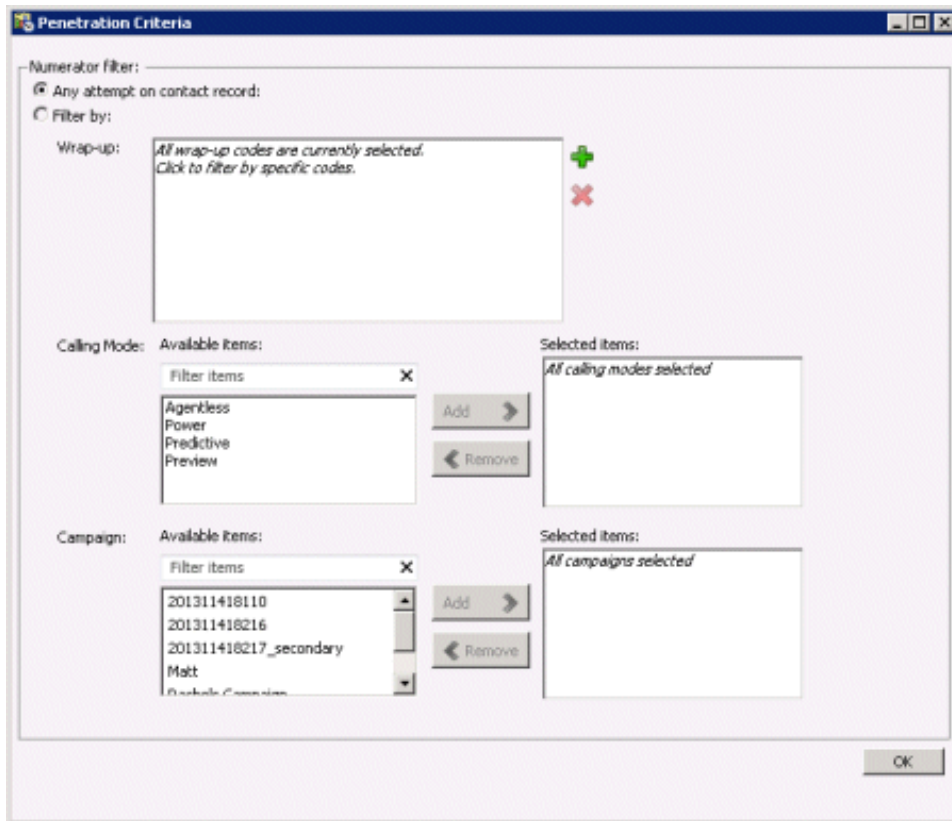 Penetration Criteria
Numerator filter:
Any attempt on contact record:
Filter by:
Wrap-up:
All wrap-up codes are currently selected.
Click to filter by specific codes.
Calling Mode:
Available items:
Filter items
Agentless
Power
Predictive
Preview
Add
Remove
Selected items:
All calling modes selected
Campaign:
Available items:
Filter items
201311418110
201311418216
201311418217_secondary
Matt
Add
Remove
Selected items:
All campaigns selected
OK